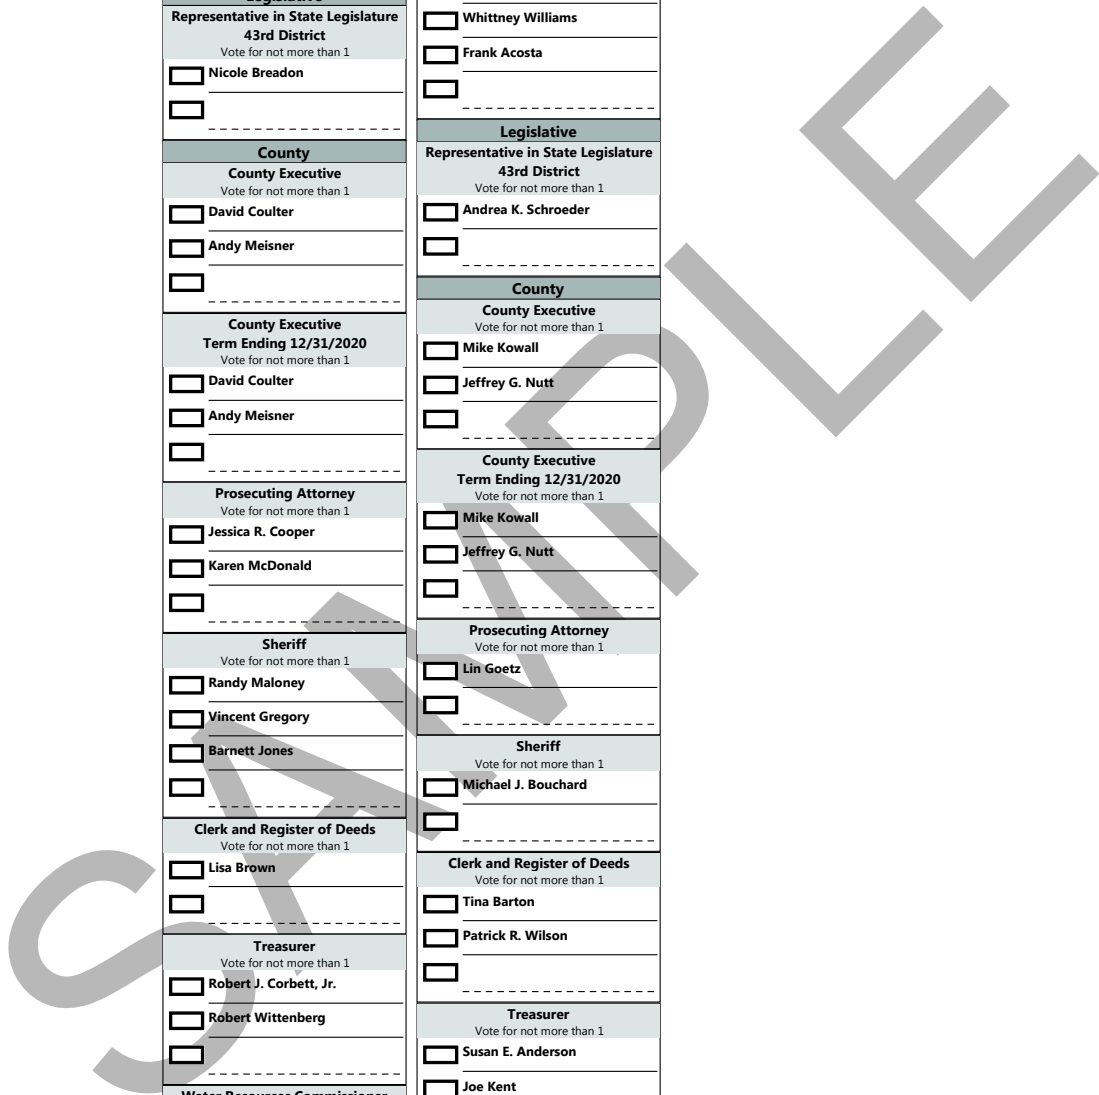 Legislative
Representative in State Legislature
43rd District
Vote for not more than 1
Nicole Breadon
County
County Executive
Vote for not more than 1
David Coulter
Andy Meisner
County Executive
Term Ending 12/31/2020
Vote for not more than 1
David Coulter
Andy Meisner
Prosecuting Attorney
Vote for not more than 1
Jessica R. Cooper
Karen McDonald
Sheriff
Vote for not more than 1
Randy Maloney
Vincent Gregory
Barnett Jones
Clerk and Register of Deeds
Vote for not more than 1
Lisa Brown
Treasurer
Vote for not more than 1
Robert J. Corbett, Jr.
Robert Wittenberg
Water Resources Commissioner
Whittney Williams
Frank Acosta
Legislative
Representative in State Legislature
43rd District
Vote for not more than 1
Andrea K. Schroeder
County
County Executive
Vote for not more than 1
Mike Kowall
Jeffrey G. Nutt
County Executive
Term Ending 12/31/2020
Vote for not more than 1
Mike Kowall
Jeffrey G. Nutt
Prosecuting Attorney
Vote for not more than 1
Lin Goetz
Sheriff
Vote for not more than 1
Michael J. Bouchard
Clerk and Register of Deeds
Vote for not more than 1
Tina Barton
Patrick R. Wilson
Treasurer
Vote for not more than 1
Susan E. Anderson
Joe Kent
SAMPLE